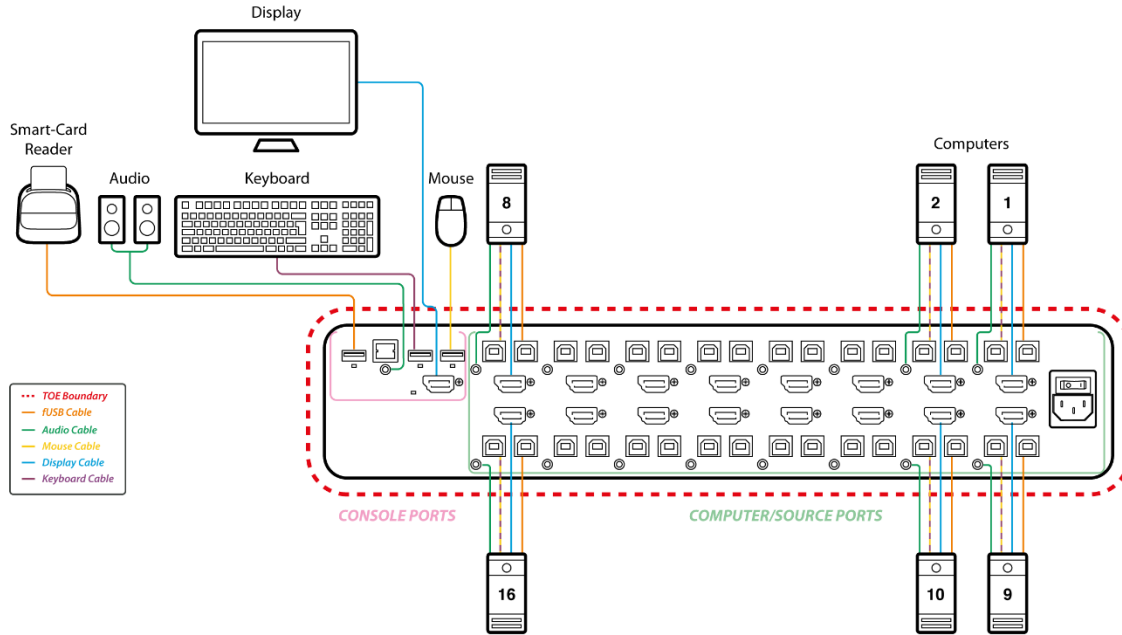 Display
Smart-Card
Reader
Audio
Keyboard
Mouse
Computers
8
2
1
TOE Boundary
fUSB Cable
Audio Cable
Mouse Cable
Display Cable
Keyboard Cable
CONSOLE PORTS
COMPUTER/SOURCE PORTS
16
10
9